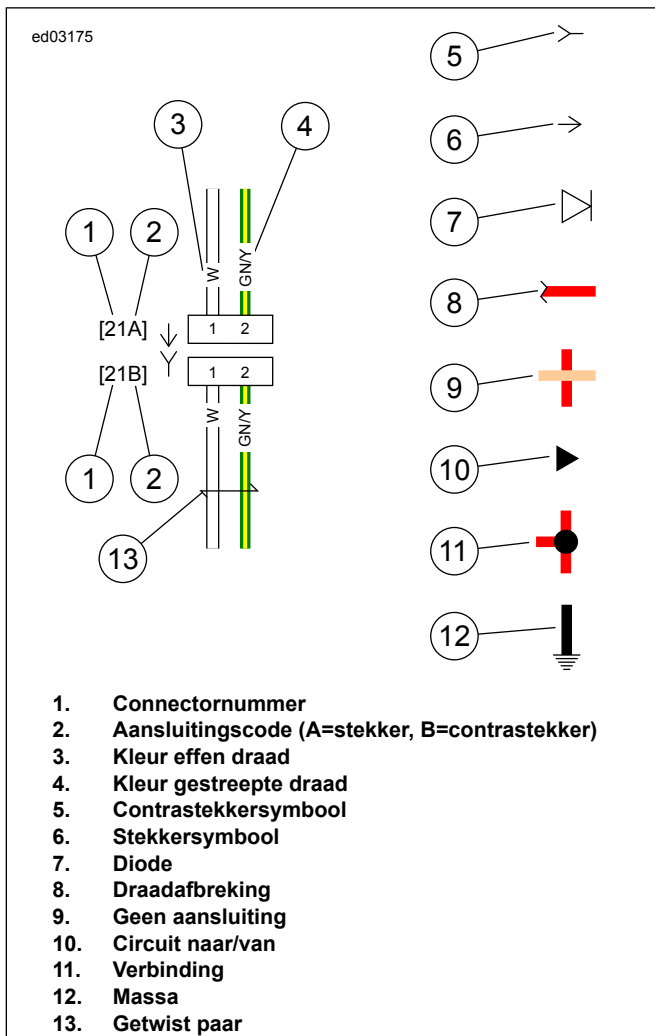 ed03175
5
3
4
6
1
2
7
W
GN/Y
8
[21A]
1 2
[21B]
1 2
9
W
GN/Y
1
2
10
13
11
12
1. Connectornummer
2. Aansluitingscode (A=stekker, B=contrastekker)
3. Kleur effen draad
4. Kleur gestreepte draad
5. Contrastekkersymbool
6. Stekkersymbool
7. Diode
8. Draadafbreking
9. Geen aansluiting
10. Circuit naar/van
11. Verbinding
12. Massa
13. Getwist paar